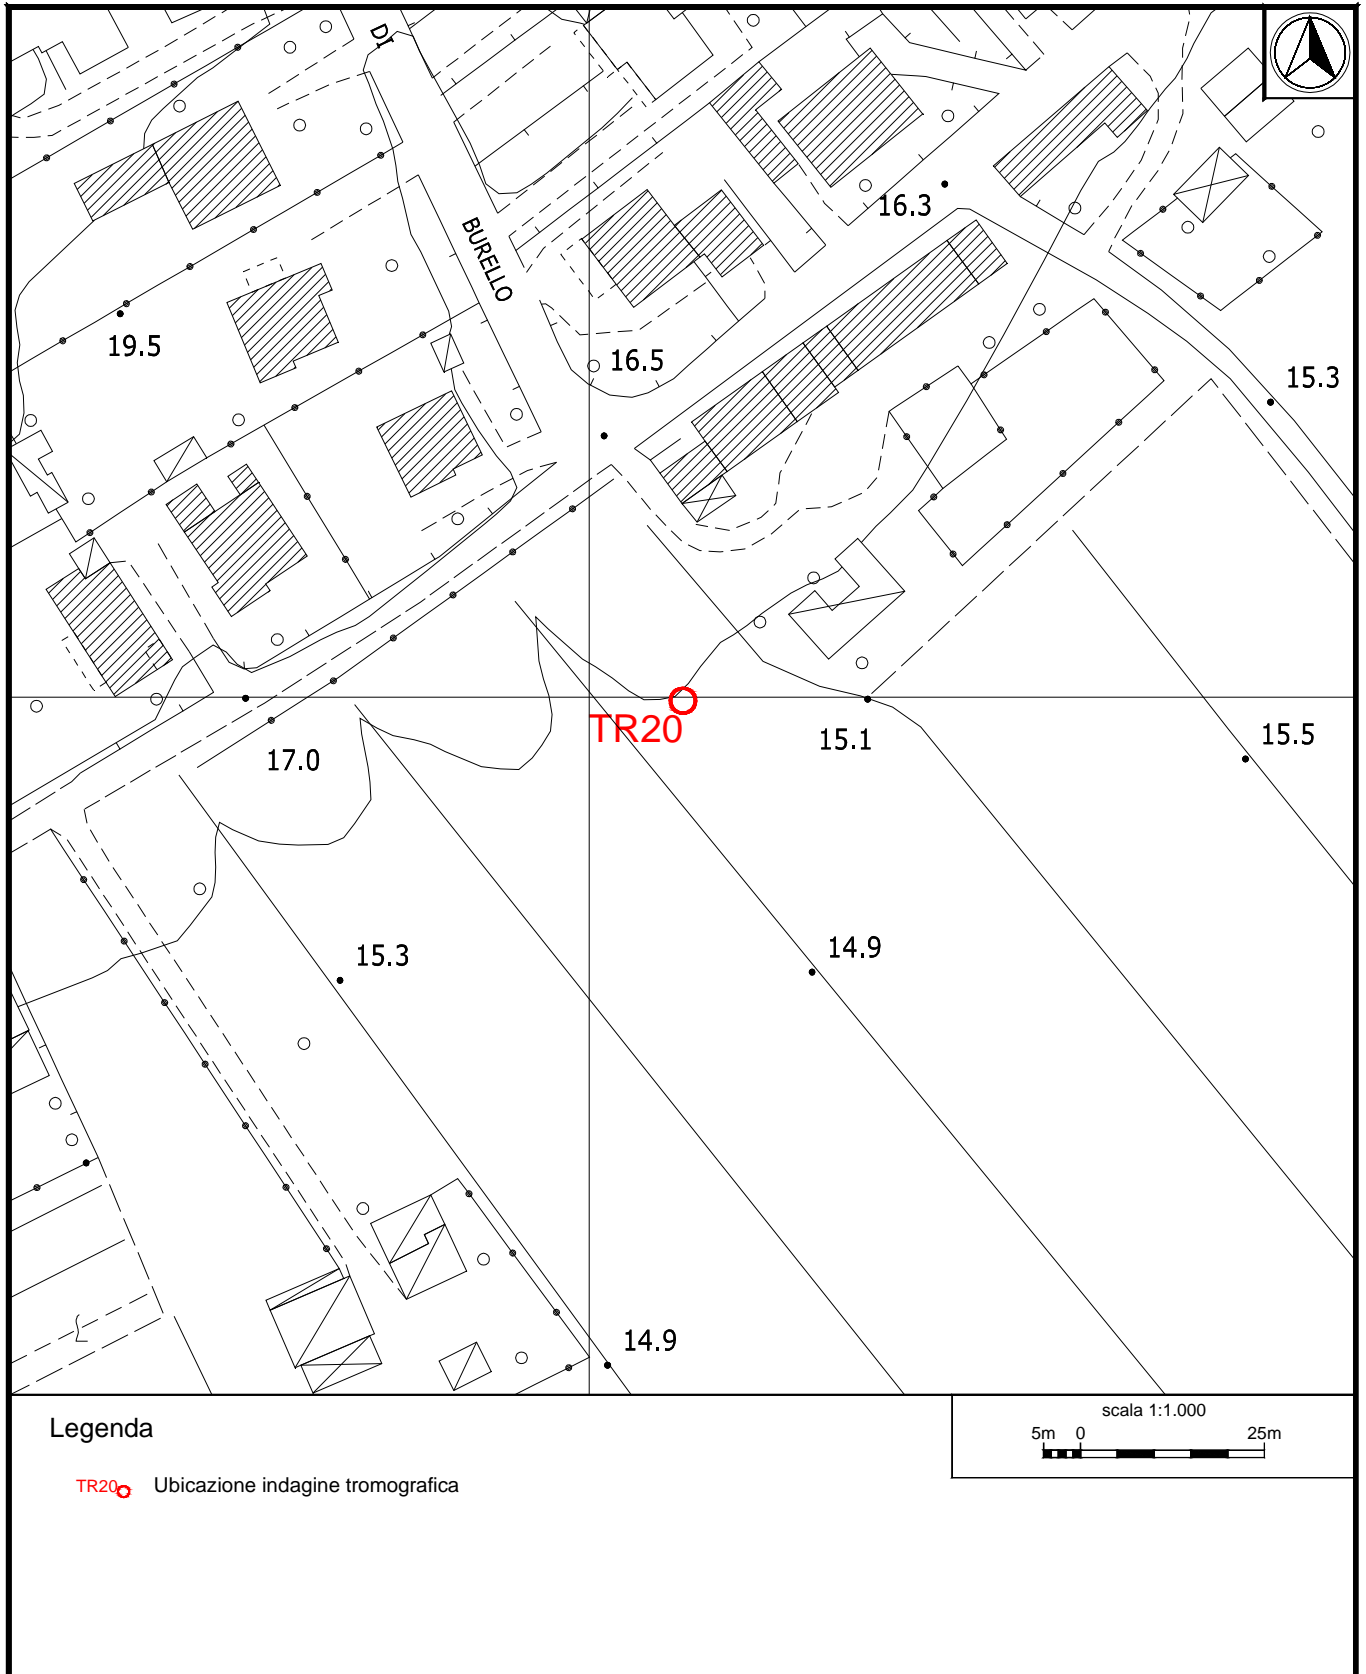 DI
BURELLO
16.3
19.5
16.5
15.3
TR20
15.1
15.5
17.0
14.9
15.3
14.9
Legenda
TR20 Ubicazione indagine tromografica
scala 1:1.000
5m 0 25m